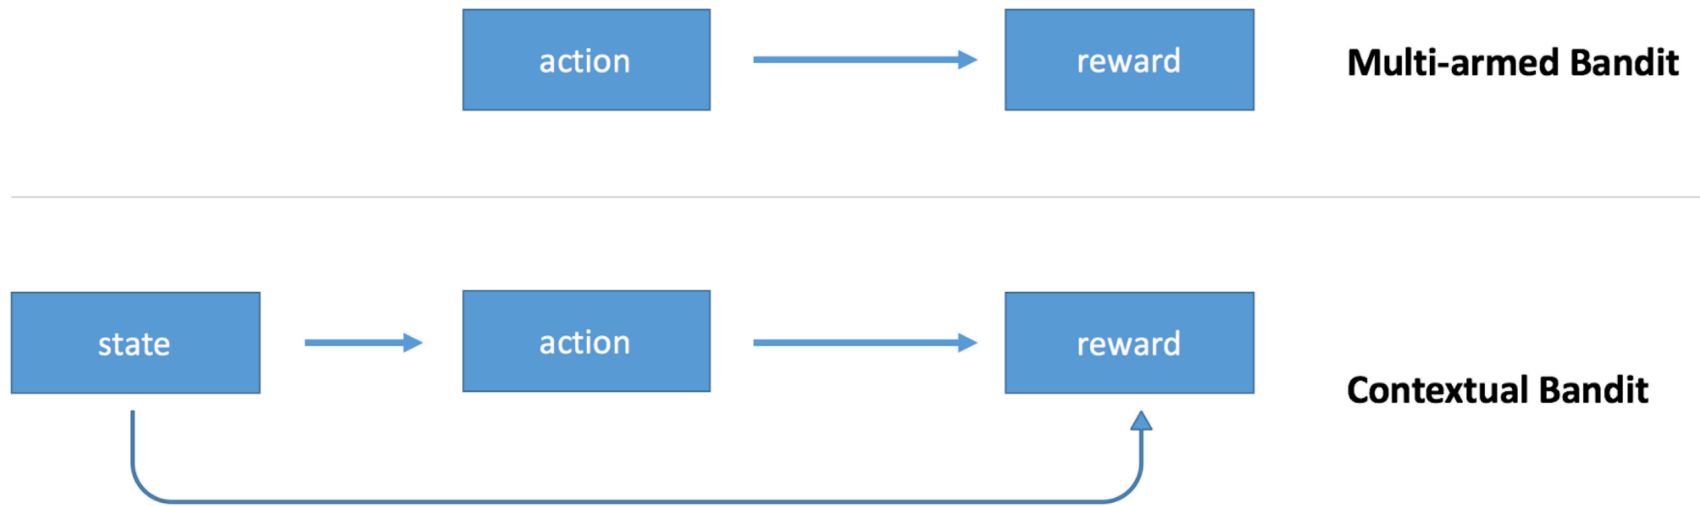 action
reward
Multi-armed Bandit
state
action
reward
Contextual Bandit